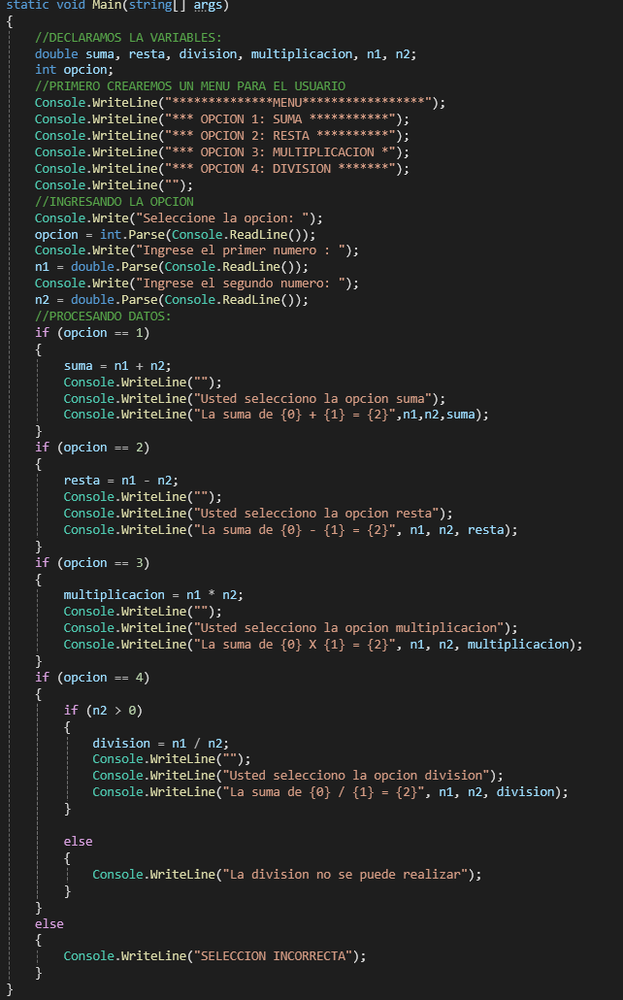 static void Main(string[] args)
{
//DECLARAMOS LA VARIABLES:
double suma, resta, division, multiplicacion, n1, n2;
int opcion;
//PRIMERO CREAREMOS UN MENU PARA EL USUARIO
Console.WriteLine("**************MENU*****************");
Console.WriteLine("*** OPCION 1: SUMA ***********");
Console.WriteLine("*** OPCION 2: RESTA **********");
Console.WriteLine("*** OPCION 3: MULTIPLICACION *");
Console.WriteLine("*** OPCION 4: DIVISION *******");
Console.WriteLine("");
//INGRESANDO LA OPCION
Console.Write("Seleccione la opcion: ");
opcion = int.Parse(Console.ReadLine());
Console.Write("Ingrese el primer numero : ");
n1 = double.Parse(Console.ReadLine());
Console.Write("Ingrese el segundo numero: ");
n2 = double.Parse(Console.ReadLine());
//PROCESANDO DATOS:
if (opcion == 1)
{
suma = n1 + n2;
Console.WriteLine("");
Console.WriteLine("Usted selecciono la opcion suma");
Console.WriteLine("La suma de {0} + {1} = {2}",n1,n2,suma);
}
if (opcion == 2)
{
resta = n1 - n2;
Console.WriteLine("");
Console.WriteLine("Usted selecciono la opcion resta");
Console.WriteLine("La suma de {0} - {1} = {2}", n1, n2, resta);
}
if (opcion == 3)
{
multiplicacion = n1 * n2;
Console.WriteLine("");
Console.WriteLine("Usted selecciono la opcion multiplicacion");
Console.WriteLine("La suma de {0} X {1} = {2}", n1, n2, multiplicacion);
}
if (opcion == 4)
{
if (n2 > 0)
{
division = n1 / n2;
Console.WriteLine("");
Console.WriteLine("Usted selecciono la opcion division");
Console.WriteLine("La suma de {0} / {1} = {2}", n1, n2, division);
}
else
{
Console.WriteLine("La division no se puede realizar");
}
}
else
{
Console.WriteLine("SELECCION INCORRECTA");
}
}